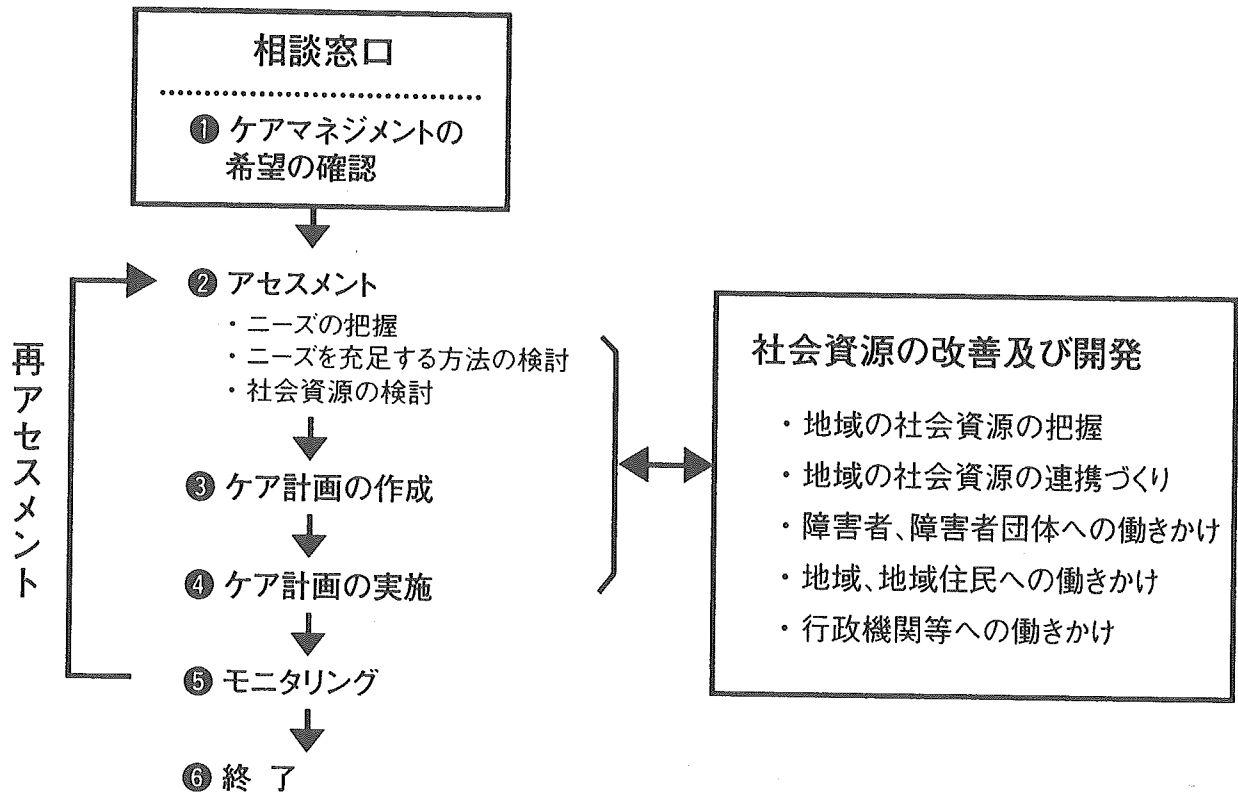 相談窓口
❶ ケアマネジメントの
希望の確認
❷ アセスメント
・ニーズの把握
・ニーズを充足する方法の検討
・社会資源の検討
❸ ケア計画の作成
❹ ケア計画の実施
❺ モニタリング
❻ 終 了
再アセスメント
社会資源の改善及び開発
・地域の社会資源の把握
・地域の社会資源の連携づくり
・障害者、障害者団体への働きかけ
・地域、地域住民への働きかけ
・行政機関等への働きかけ